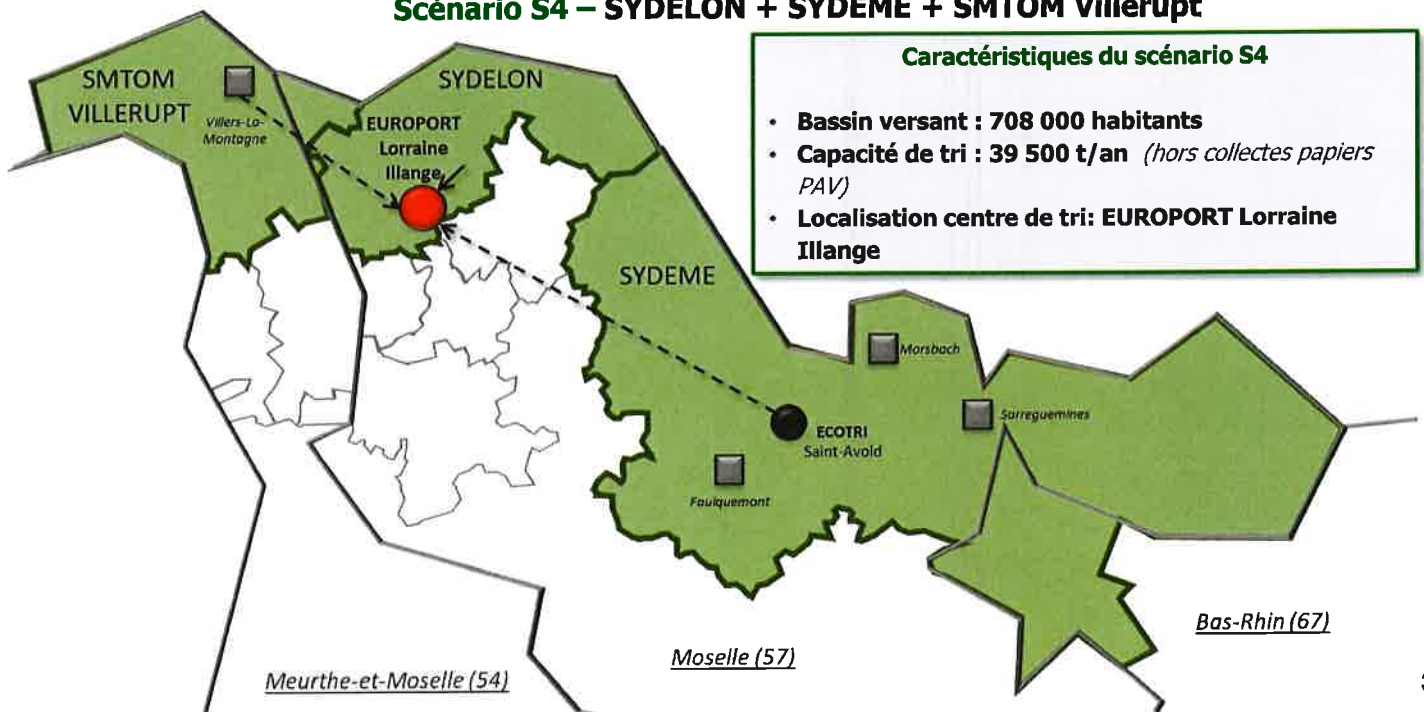 Scénario S4 – SYDELON + SYDEME + SMTOM Villerupt
Caractéristiques du scénario S4
• Bassin versant : 708 000 habitants
• Capacité de tri : 39 500 t/an (hors collectes papiers
PAV)
• Localisation centre de tri: EUROPORT Lorraine
Illange
SMTOM
VILLERUPT
Villers-La-
Montagne
SYDELON
EUROPORT
Lorraine
Illange
SYDEME
Morsbach
Sarreguemines
ECOTRI
Saint-Avold
Faulquemont
Bas-Rhin (67)
Moselle (57)
Meurthe-et-Moselle (54)